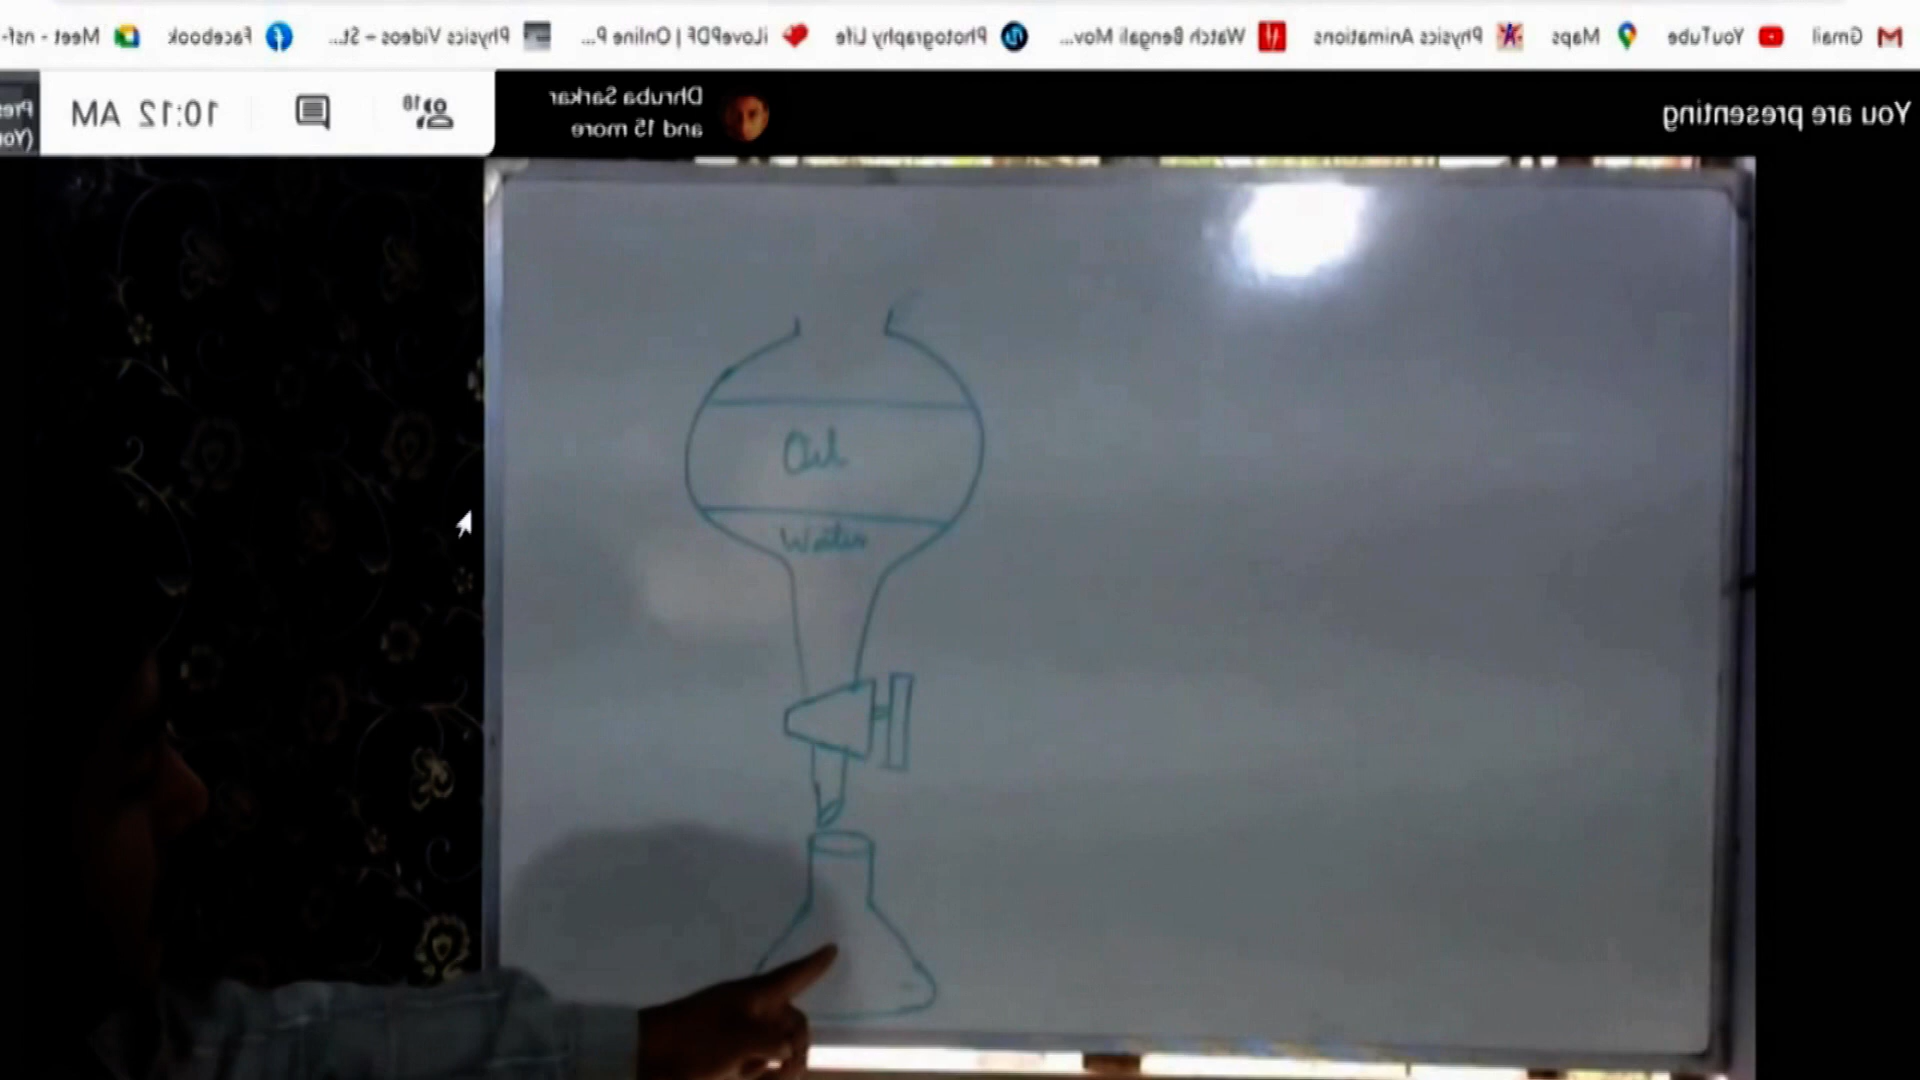 Gmail
YouTube
Maps
Physics Animations
Watch Bengali Mov...
Photography Life
iLovePDF | Online P...
Physics Videos – St...
Facebook
Meet - nsf-
You are presenting
Dhruba Sarkar
and 15 more
18
10:12 AM
Oil
Water